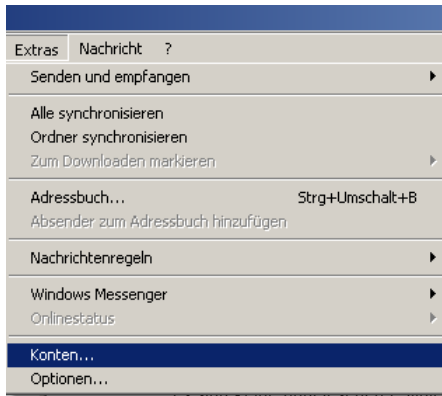 Extras Nachricht ?
Senden und empfangen
Alle synchronisieren
Ordner synchronisieren
Zum Downloaden markieren
Adressbuch... Strg+Umschalt+B
Absender zum Adressbuch hinzufügen
Nachrichtenregeln
Windows Messenger
Onlinestatus
Konten...
Optionen...